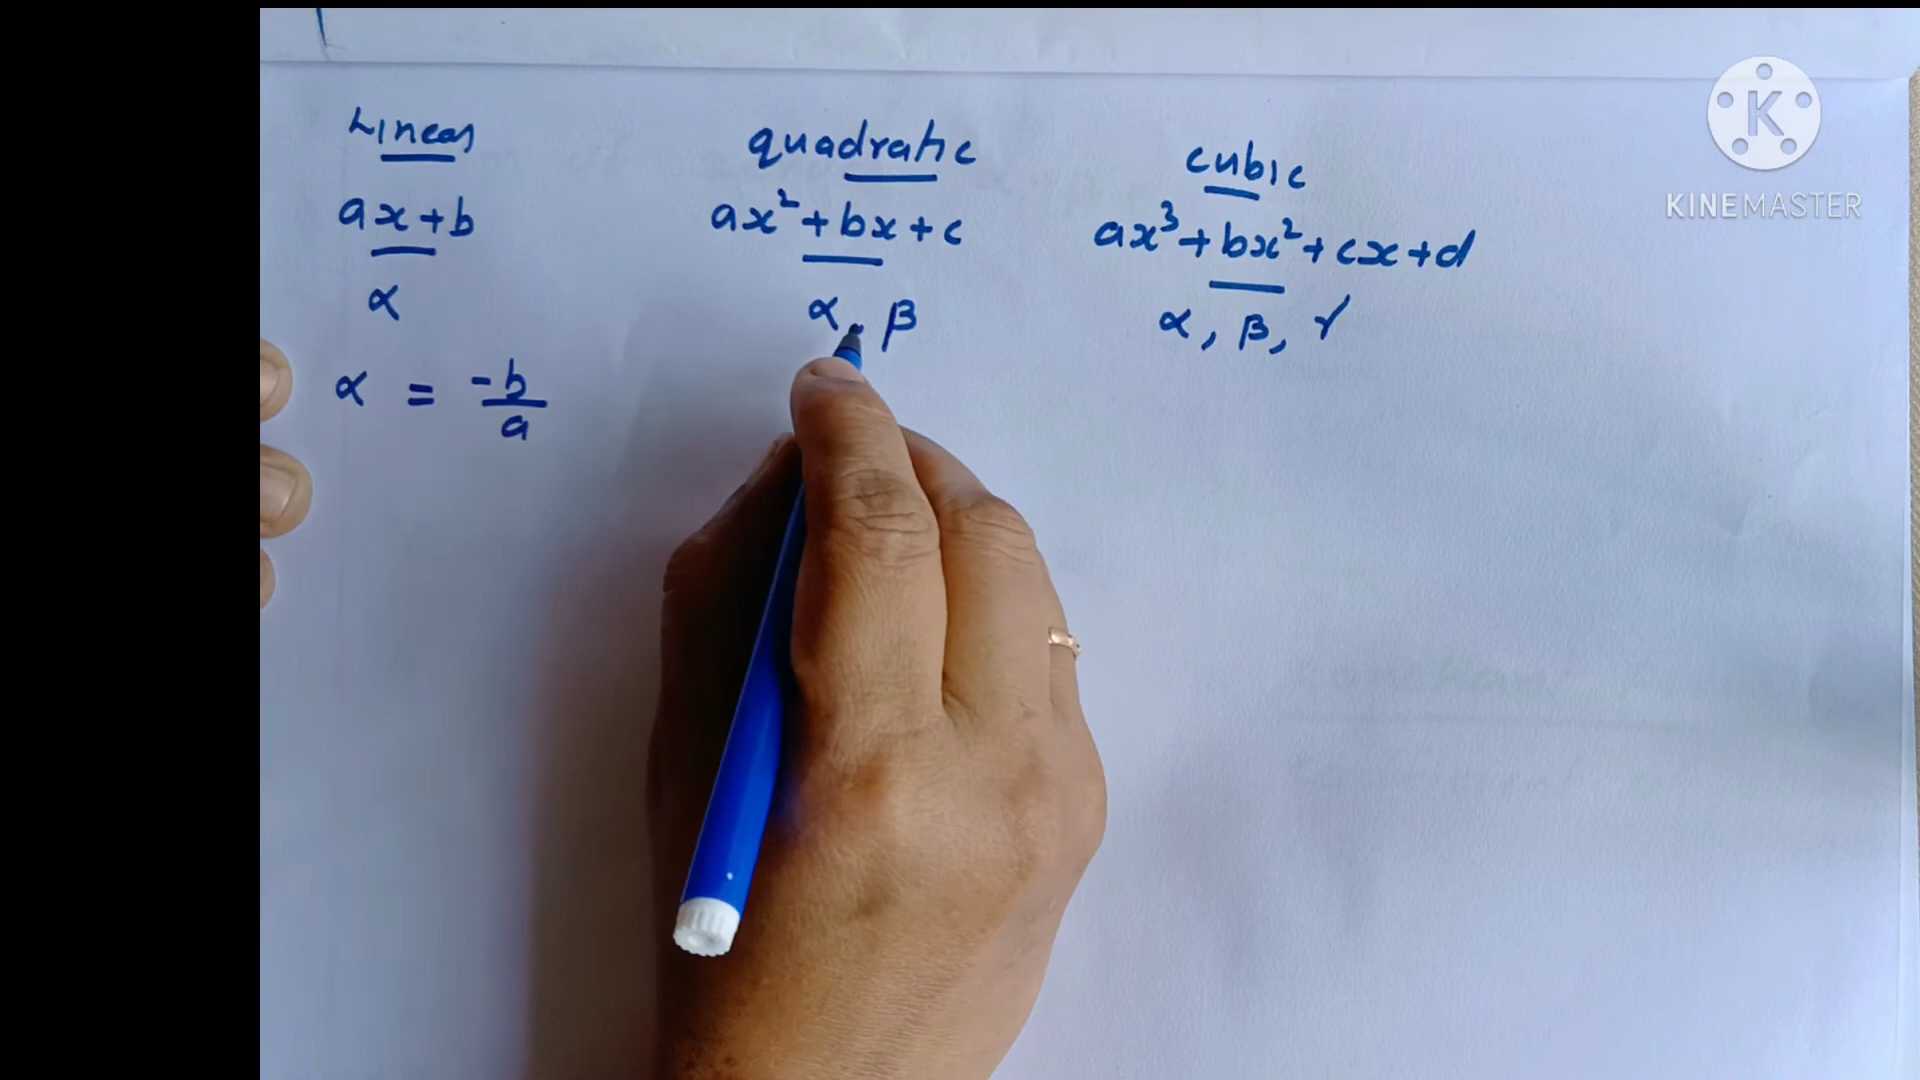 Linear
ax+b
α
α = -b/a
quadratic
ax²+bx+c
α, β
cubic
ax³+bx²+cx+d
α, β, γ
K
KINEMASTER